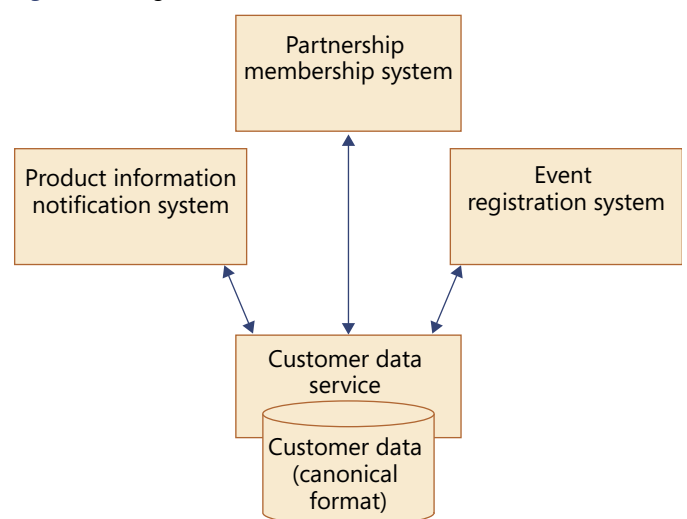 Partnership
membership system
Product information
notification system
Event
registration system
Customer data
service
Customer data
(canonical
format)